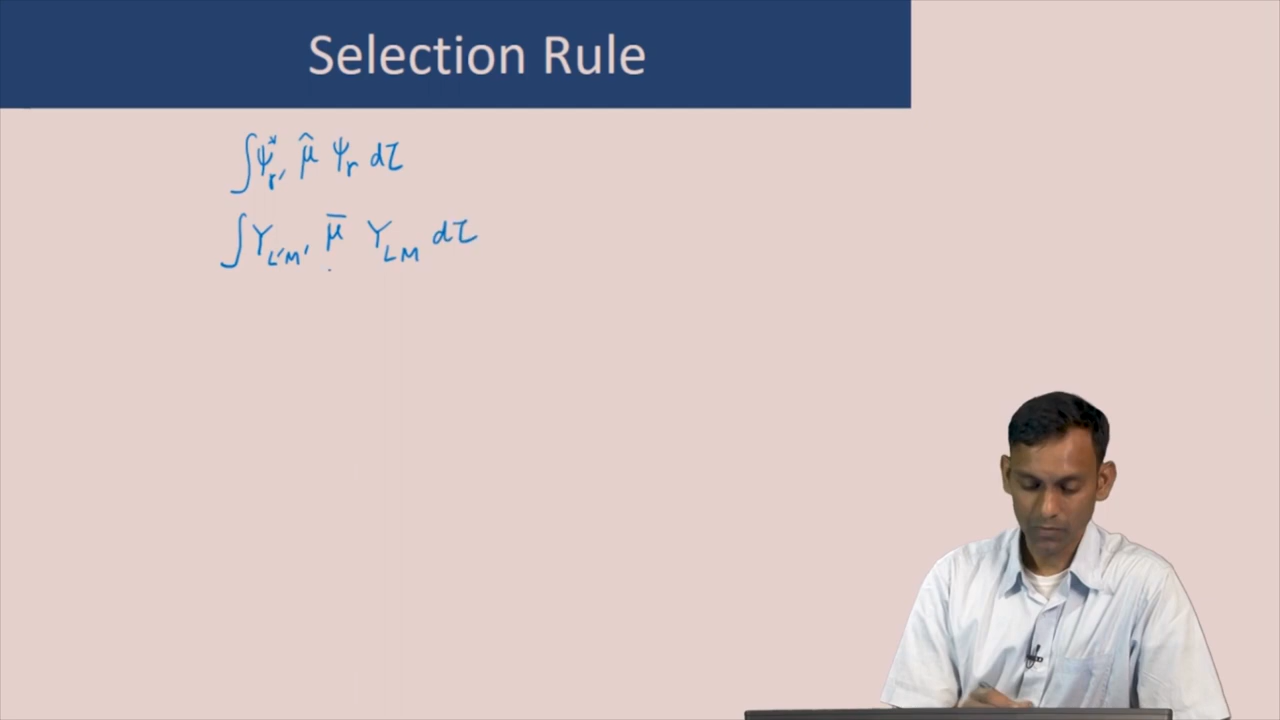 Selection Rule
∫ψ*r′ μ̂ ψr dτ
∫YL′M′ μ̄ YLM dτ